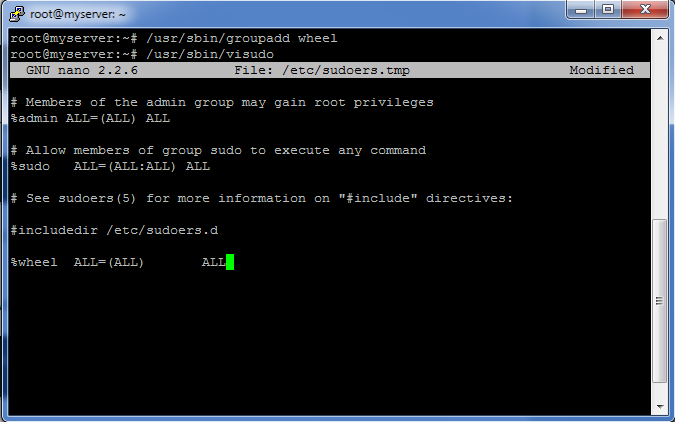 root@myserver: ~
root@myserver:~# /usr/sbin/groupadd wheel
root@myserver:~# /usr/sbin/visudo
GNU nano 2.2.6 File: /etc/sudoers.tmp Modified
# Members of the admin group may gain root privileges
%admin ALL=(ALL) ALL
# Allow members of group sudo to execute any command
%sudo ALL=(ALL:ALL) ALL
# See sudoers(5) for more information on "#include" directives:
#includedir /etc/sudoers.d
%wheel ALL=(ALL) ALL